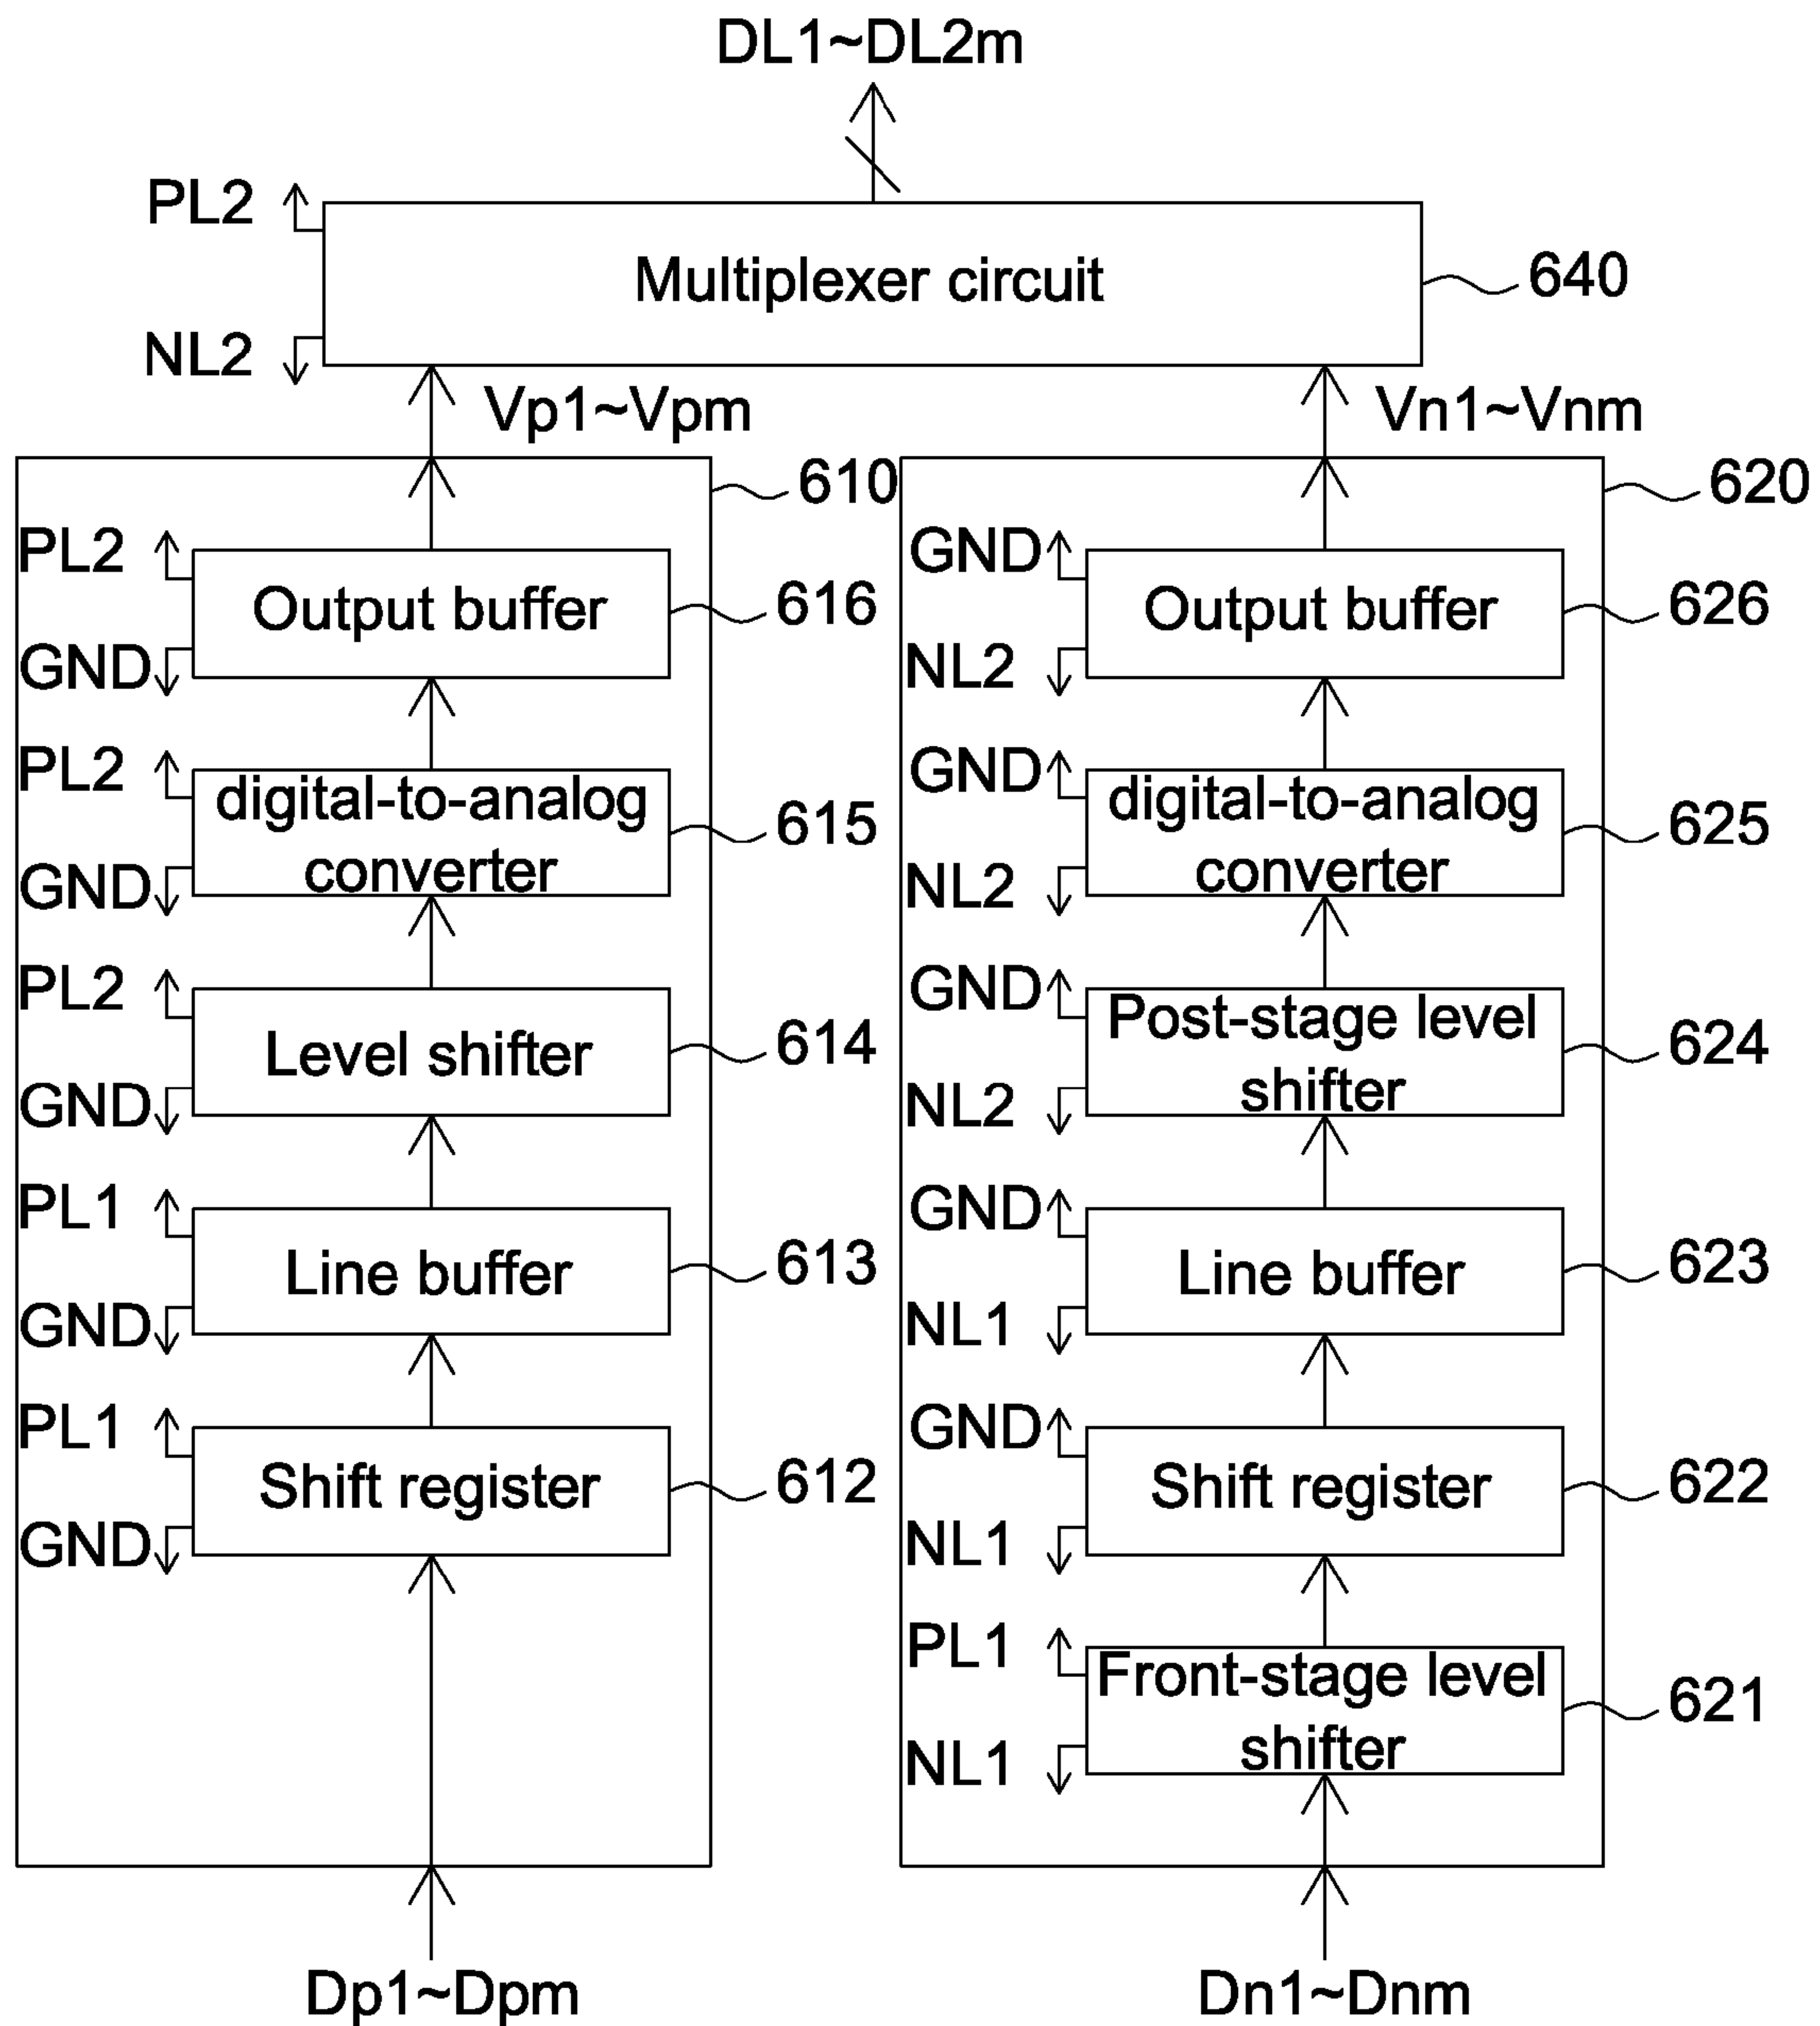 DL1~DL2m
PL2
Multiplexer circuit
640
NL2
Vp1~Vpm
Vn1~Vnm
610
620
PL2
Output buffer
616
GND
GND
Output buffer
626
NL2
PL2
digital-to-analog
converter
615
GND
GND
digital-to-analog
converter
625
NL2
PL2
Level shifter
614
GND
GND
Post-stage level
shifter
624
NL2
PL1
Line buffer
613
GND
GND
Line buffer
623
NL1
PL1
Shift register
612
GND
GND
Shift register
622
NL1
PL1
Front-stage level
shifter
621
NL1
Dp1~Dpm
Dn1~Dnm